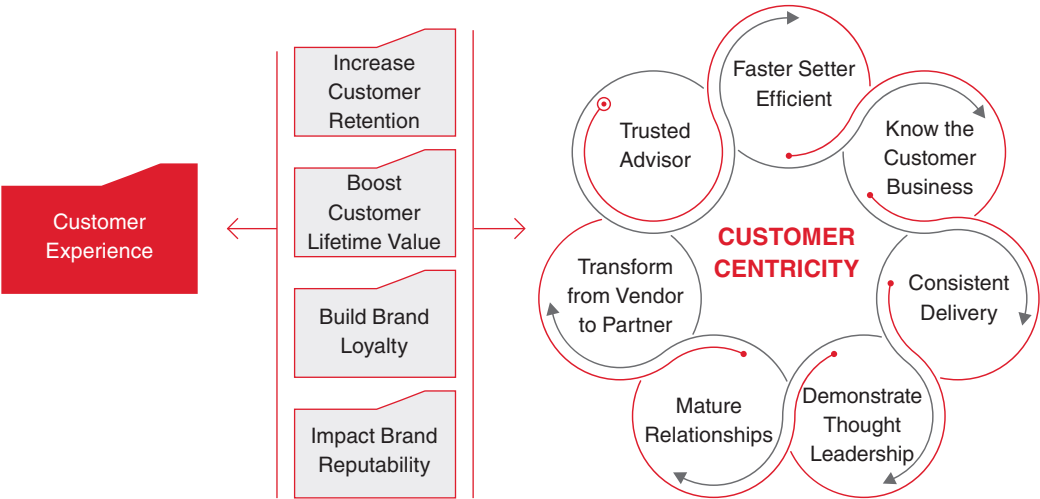 Customer
Experience
Increase
Customer
Retention
Boost
Customer
Lifetime Value
Build Brand
Loyalty
Impact Brand
Reputability
CUSTOMER
CENTRICITY
Faster Setter
Efficient
Know the
Customer
Business
Consistent
Delivery
Demonstrate
Thought
Leadership
Mature
Relationships
Transform
from Vendor
to Partner
Trusted
Advisor